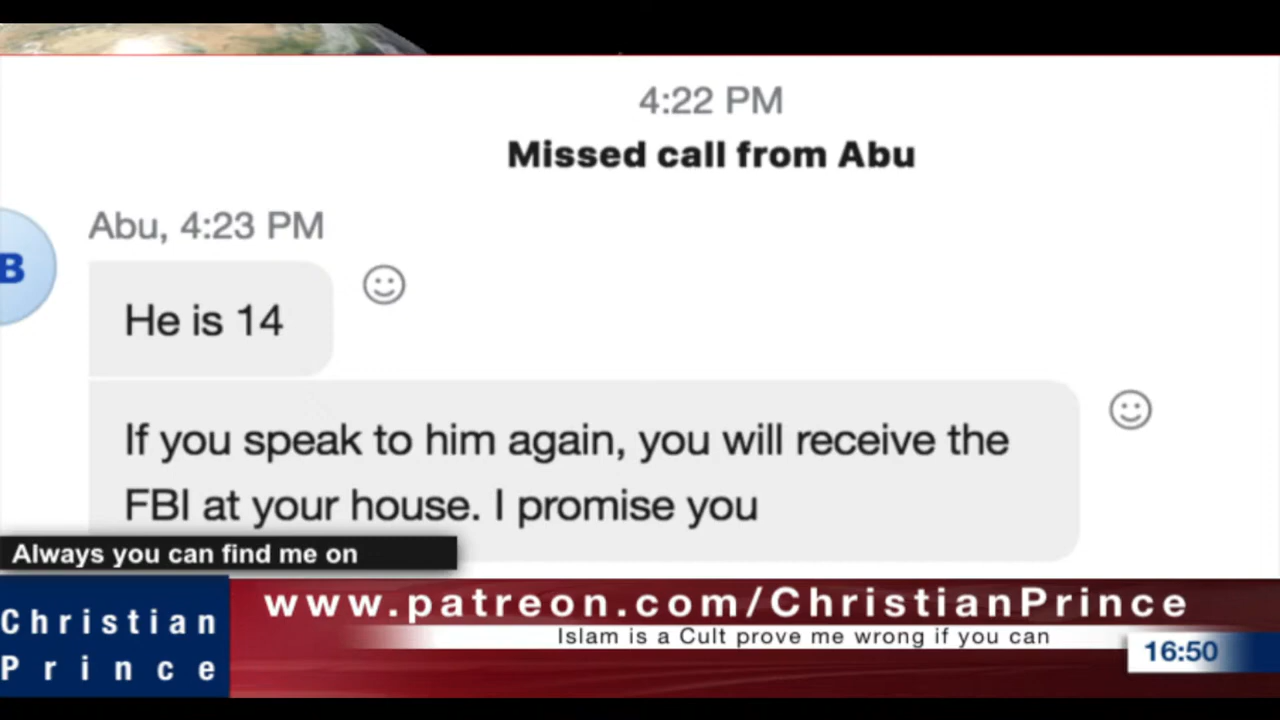 4:22 PM
Missed call from Abu
Abu, 4:23 PM
B
He is 14
If you speak to him again, you will receive the
FBI at your house. I promise you
Always you can find me on
Christian
Prince
www.patreon.com/ChristianPrince
Islam is a Cult prove me wrong if you can
16:50